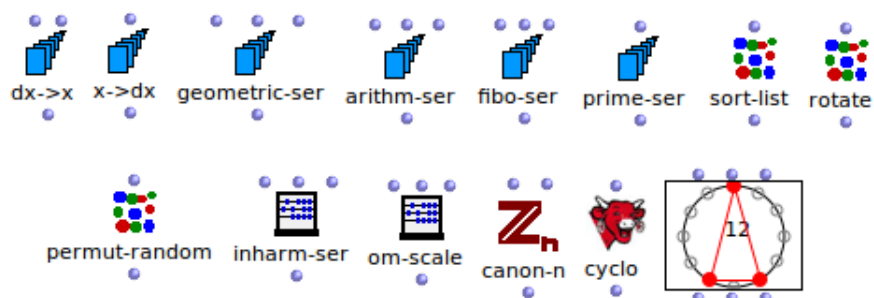 dx->x x->dx geometric-ser arithm-ser fibo-ser prime-ser sort-list rotate
permut-random inharm-ser om-scale Zn canon-n cyclo 12